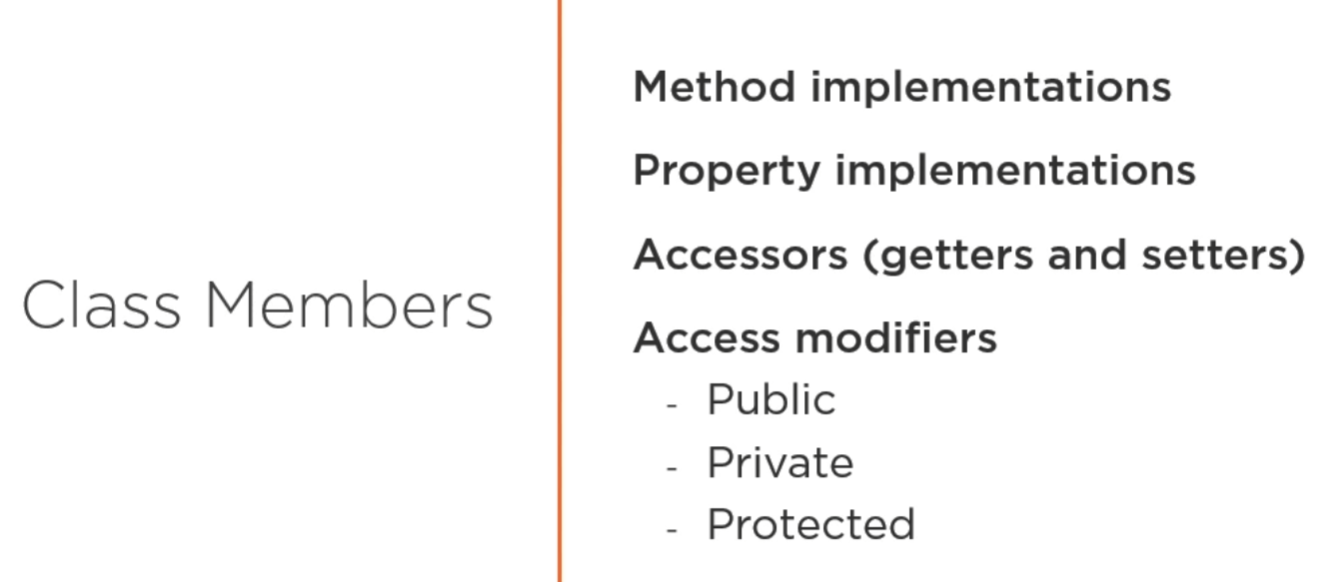 Class Members
Method implementations
Property implementations
Accessors (getters and setters)
Access modifiers
- Public
- Private
- Protected